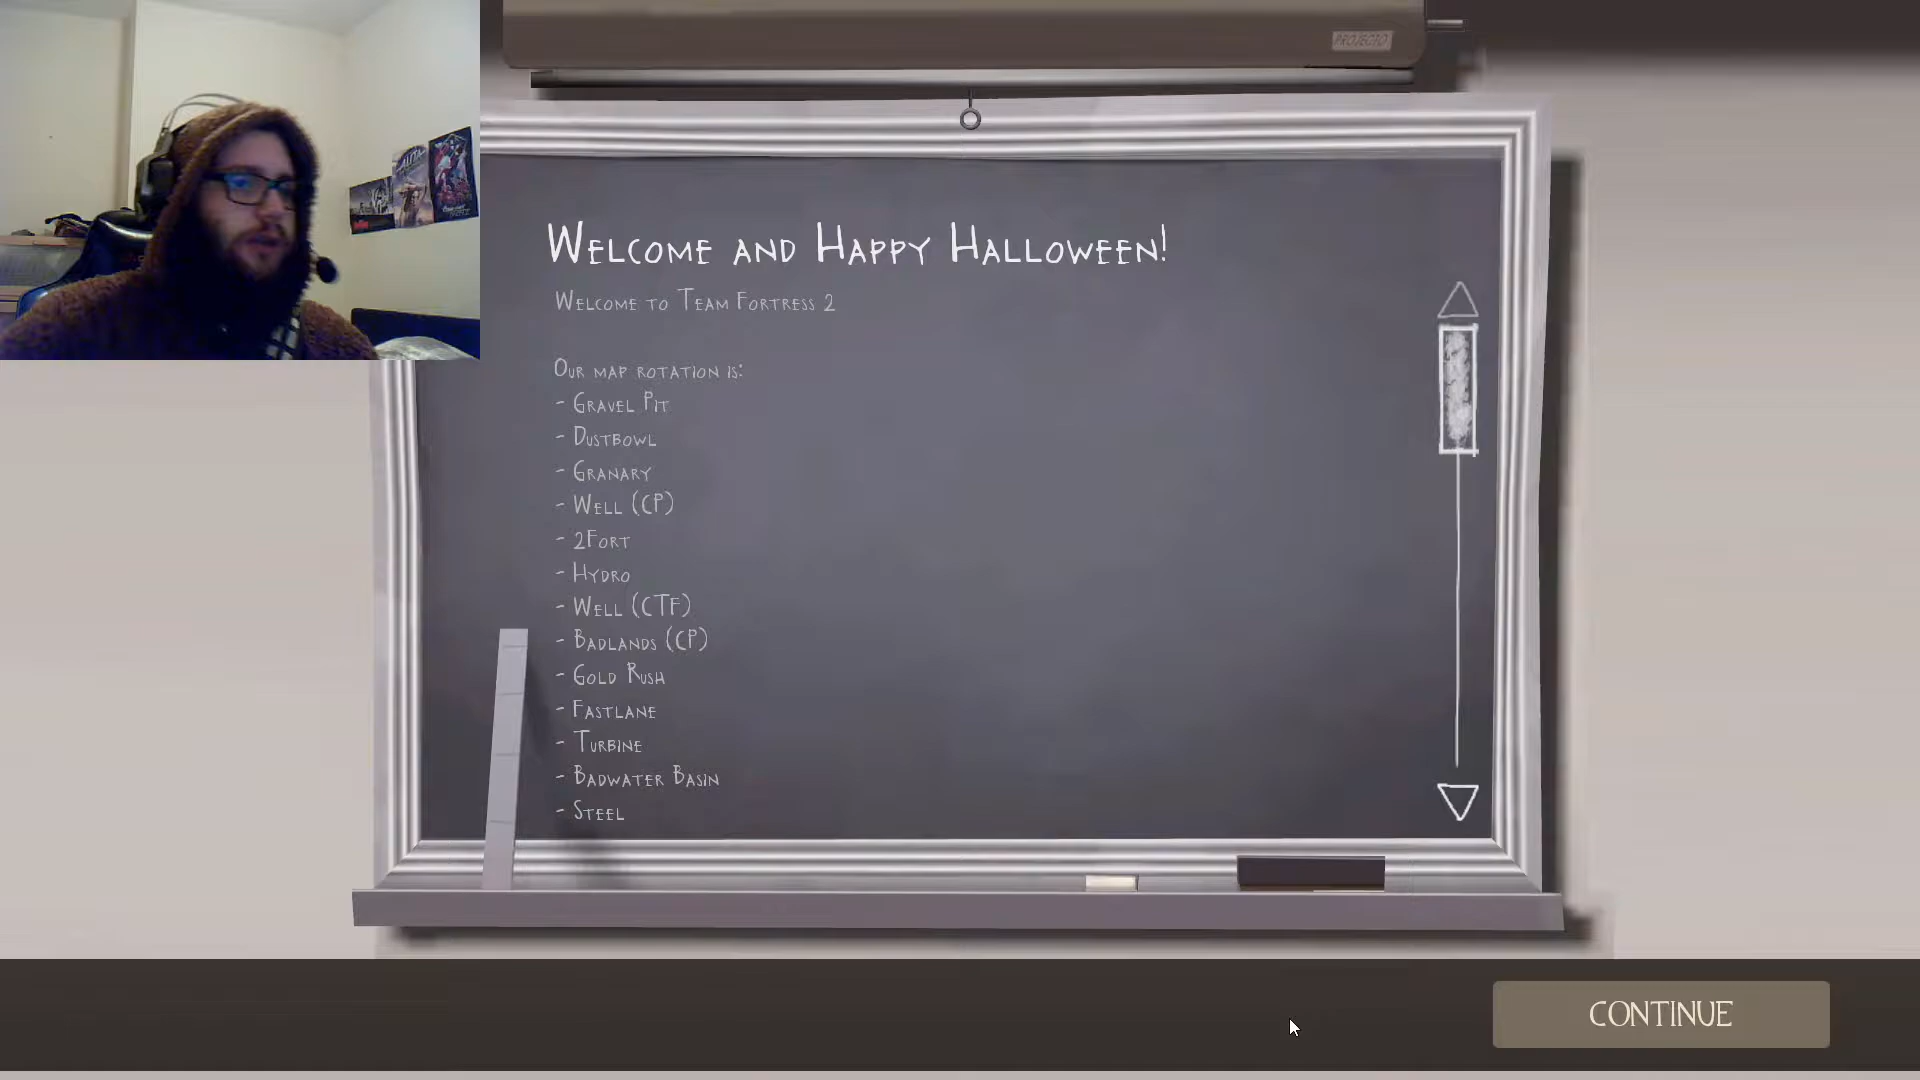 PROJECTO
Welcome and Happy Halloween!
Welcome to Team Fortress 2
Our map rotation is:
- Gravel Pit
- Dustbowl
- Granary
- Well (CP)
- 2Fort
- Hydro
- Well (CTF)
- Badlands (CP)
- Gold Rush
- Fastlane
- Turbine
- Badwater Basin
- Steel
CONTINUE